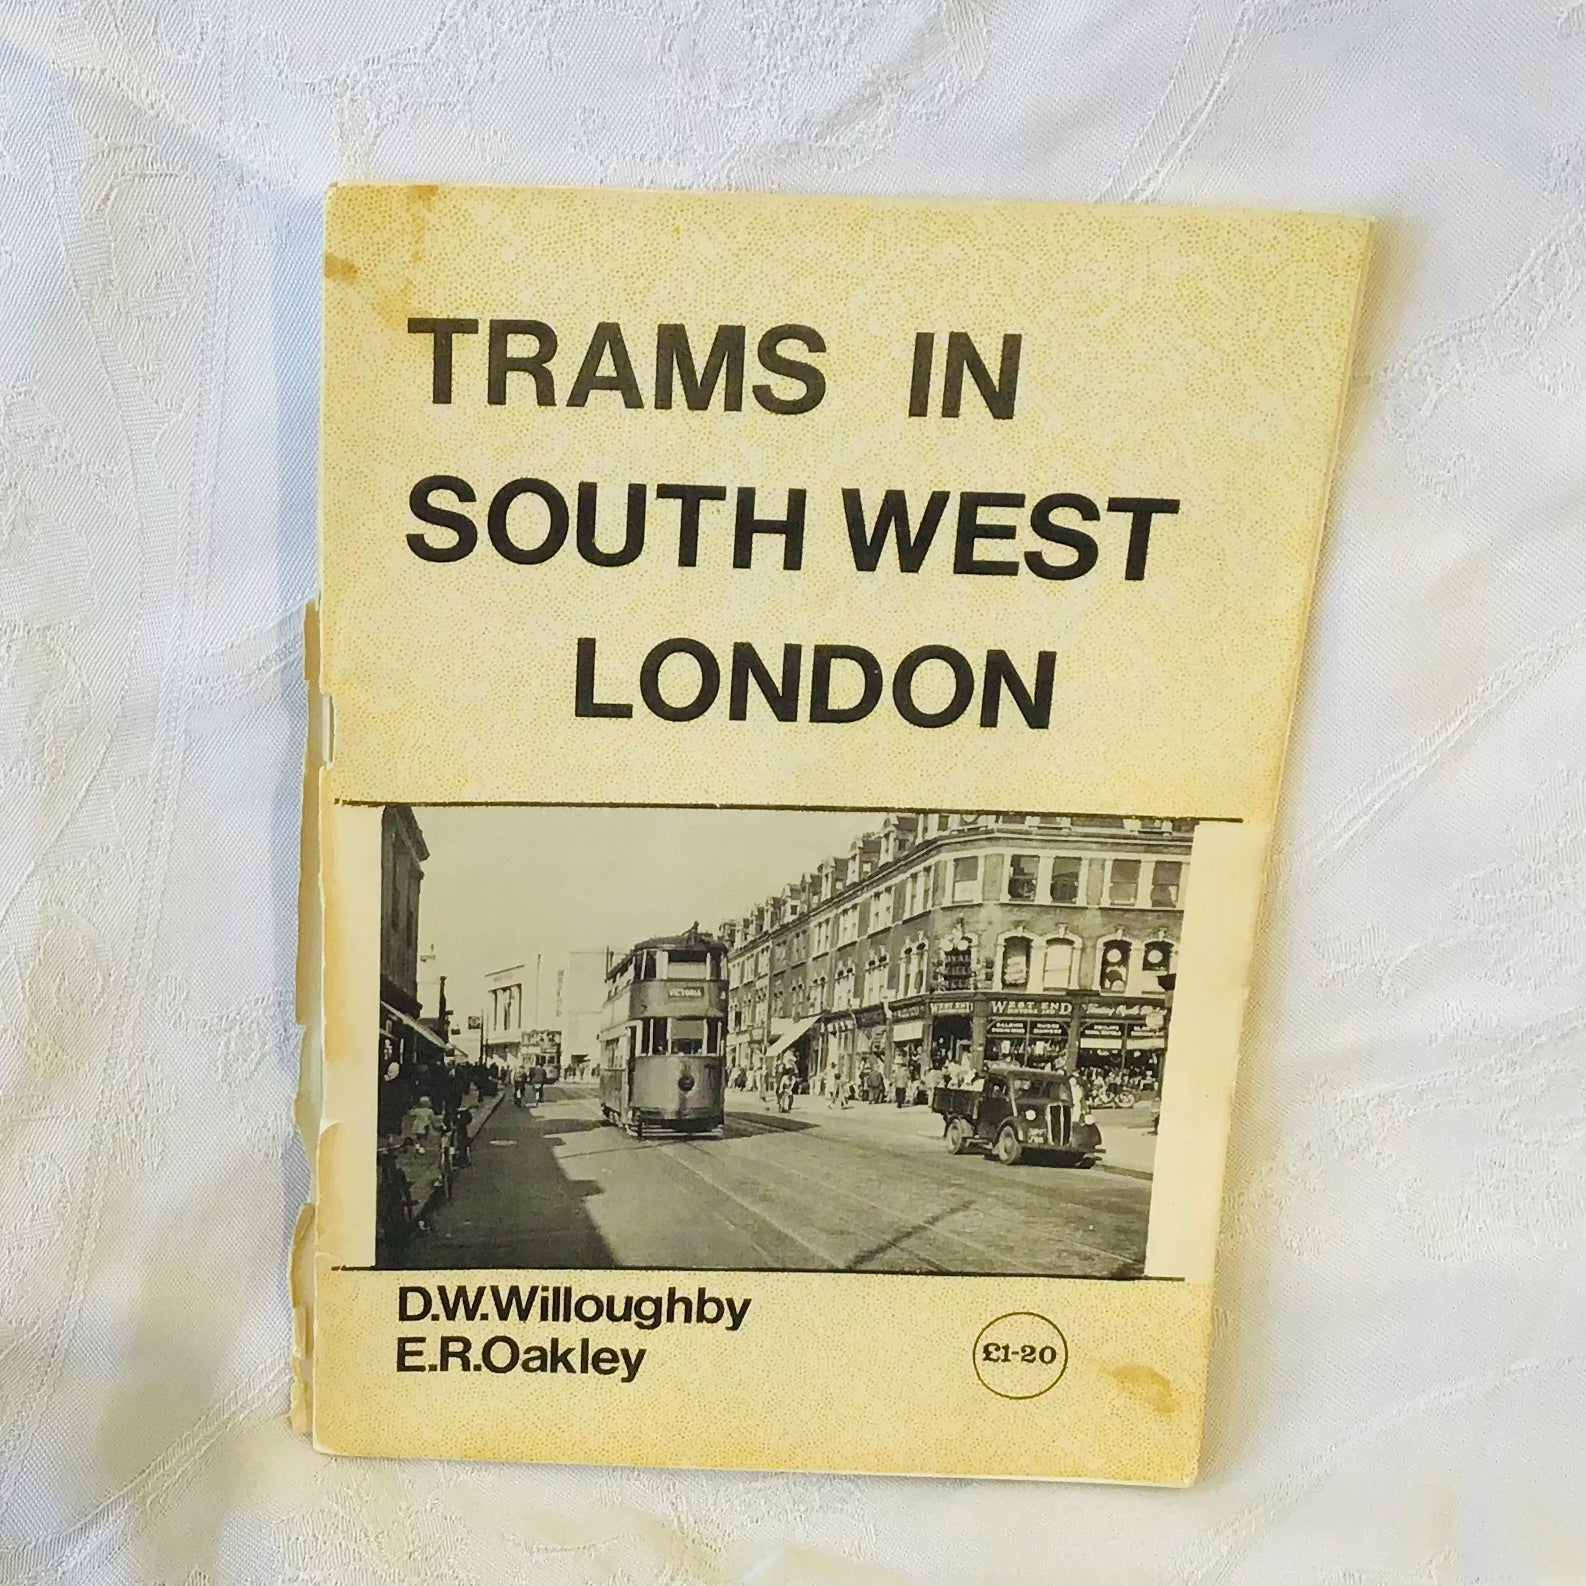 TRAMS IN
SOUTH WEST
LONDON
VICTORIA
WEST END
D.W.Willoughby
E.R.Oakley
£1-20